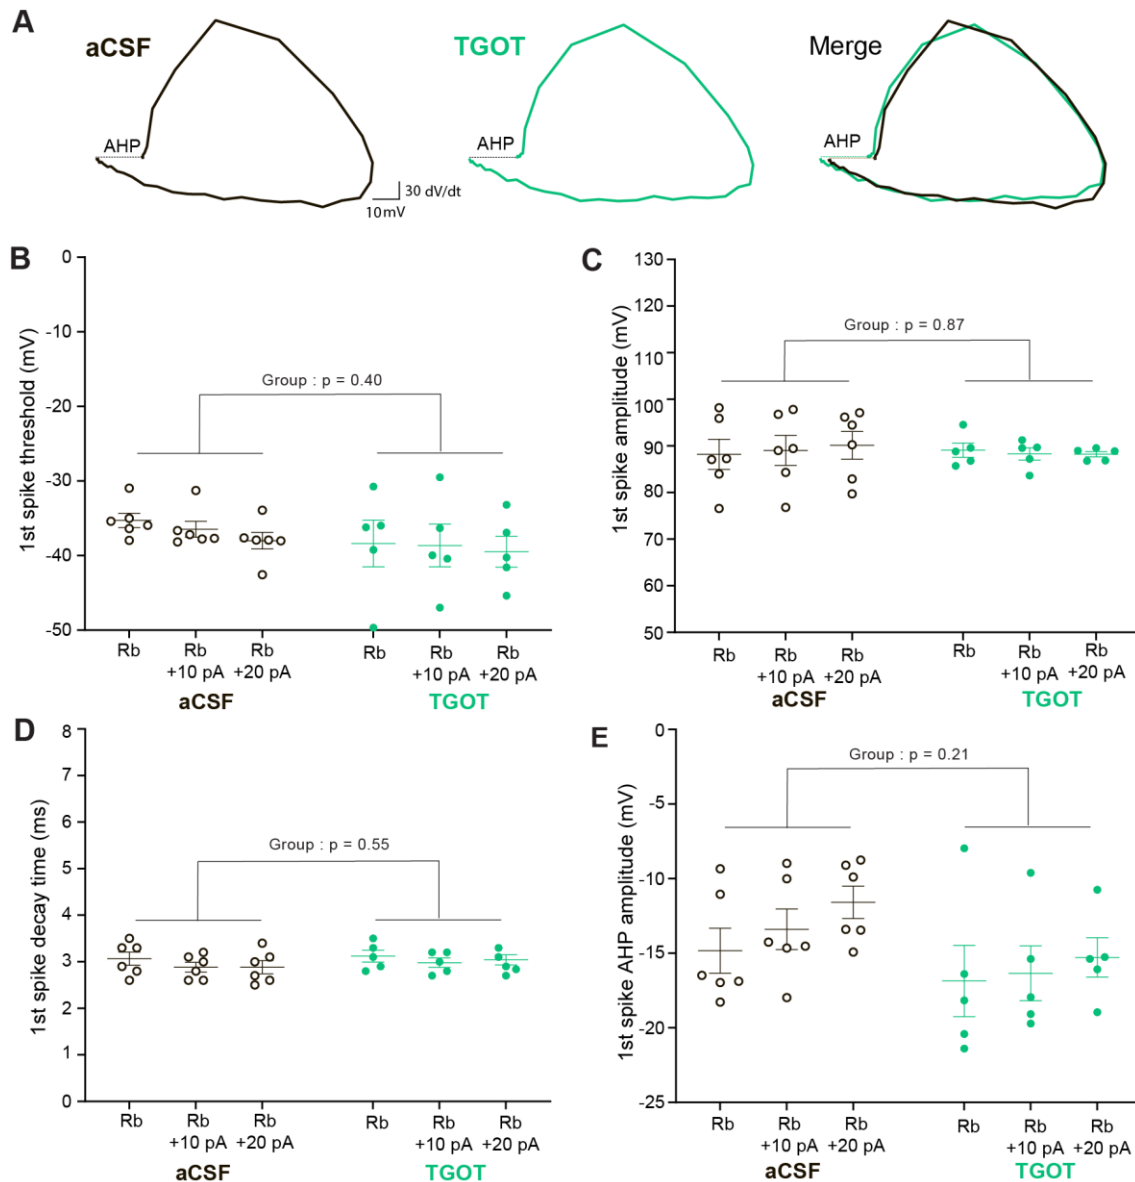 A
aCSF
TGOT
Merge
AHP
AHP
AHP
30 dV/dt
10mV
B
1st spike threshold (mV)
0
-10
-20
-30
-40
-50
Group : p = 0.40
Rb
Rb
+10 pA
Rb
+20 pA
Rb
Rb
+10 pA
Rb
+20 pA
aCSF
TGOT
C
1st spike amplitude (mV)
130
120
110
100
90
80
70
60
50
Group : p = 0.87
Rb
Rb
+10 pA
Rb
+20 pA
Rb
Rb
+10 pA
Rb
+20 pA
aCSF
TGOT
D
1st spike decay time (ms)
8
7
6
5
4
3
2
1
0
Group : p = 0.55
Rb
Rb
+10 pA
Rb
+20 pA
Rb
Rb
+10 pA
Rb
+20 pA
aCSF
TGOT
E
1st spike AHP amplitude (mV)
0
-5
-10
-15
-20
-25
Group : p = 0.21
Rb
Rb
+10 pA
Rb
+20 pA
Rb
Rb
+10 pA
Rb
+20 pA
aCSF
TGOT